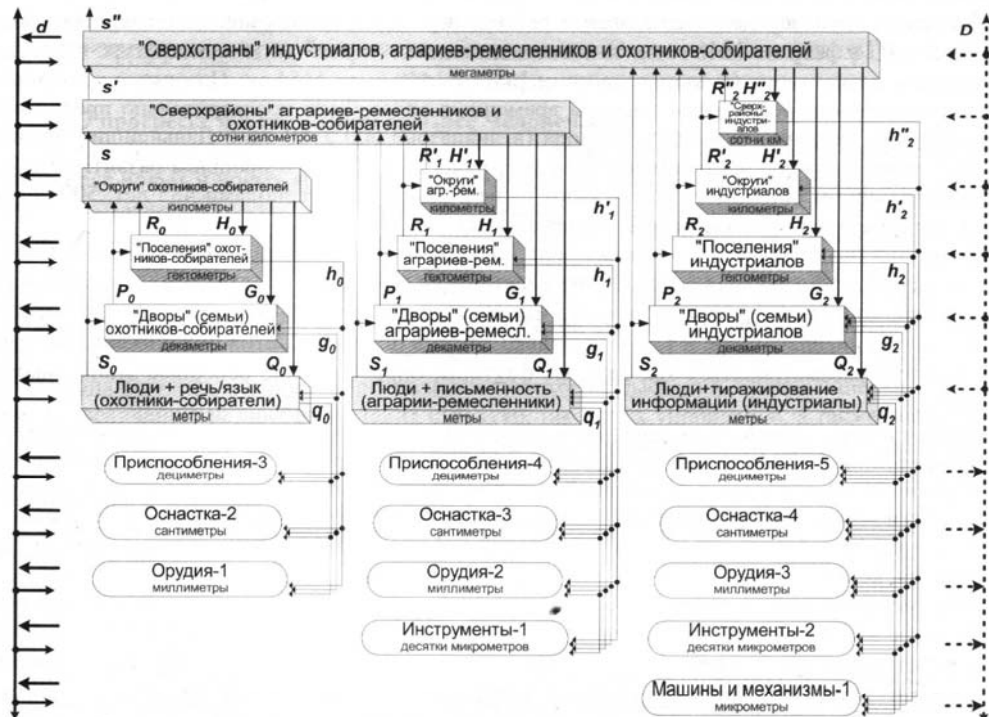 d
s''
D
"Сверхстраны" индустриалов, аграриев-ремесленников и охотников-собирателей
мегаметры
s'
R''2 H''2
"Сверхрайоны" аграриев-ремесленников и
охотников-собирателей
сотни километров
"Сверх-
районы"
индустри-
алов
сотни км
h''2
s
R'1 H'1
R'2 H'2
"Округи" охотников-собирателей
километры
"Округи"
агр.-рем.
километры
"Округи"
индустриалов
километры
h'1
h'2
R0 H0
R1 H1
R2 H2
"Поселения" охот-
ников-собирателей
гектометры
"Поселения"
аграриев-рем.
гектометры
"Поселения"
индустриалов
гектометры
h0
h1
h2
P0 G0
P1 G1
P2 G2
"Дворы" (семьи)
охотников-собирателей
декаметры
"Дворы" (семьи)
аграриев-ремесл.
декаметры
"Дворы" (семьи)
индустриалов
декаметры
g0
g1
g2
S0 Q0
S1 Q1
S2 Q2
Люди + речь/язык
(охотники-собиратели)
метры
Люди + письменность
(аграрии-ремесленники)
метры
Люди+тиражирование
информации (индустриалы)
метры
q0
q1
q2
Приспособления-3
дециметры
Приспособления-4
дециметры
Приспособления-5
дециметры
Оснастка-2
сантиметры
Оснастка-3
сантиметры
Оснастка-4
сантиметры
Орудия-1
миллиметры
Орудия-2
миллиметры
Орудия-3
миллиметры
Инструменты-1
десятки микрометров
Инструменты-2
десятки микрометров
Машины и механизмы-1
микрометры